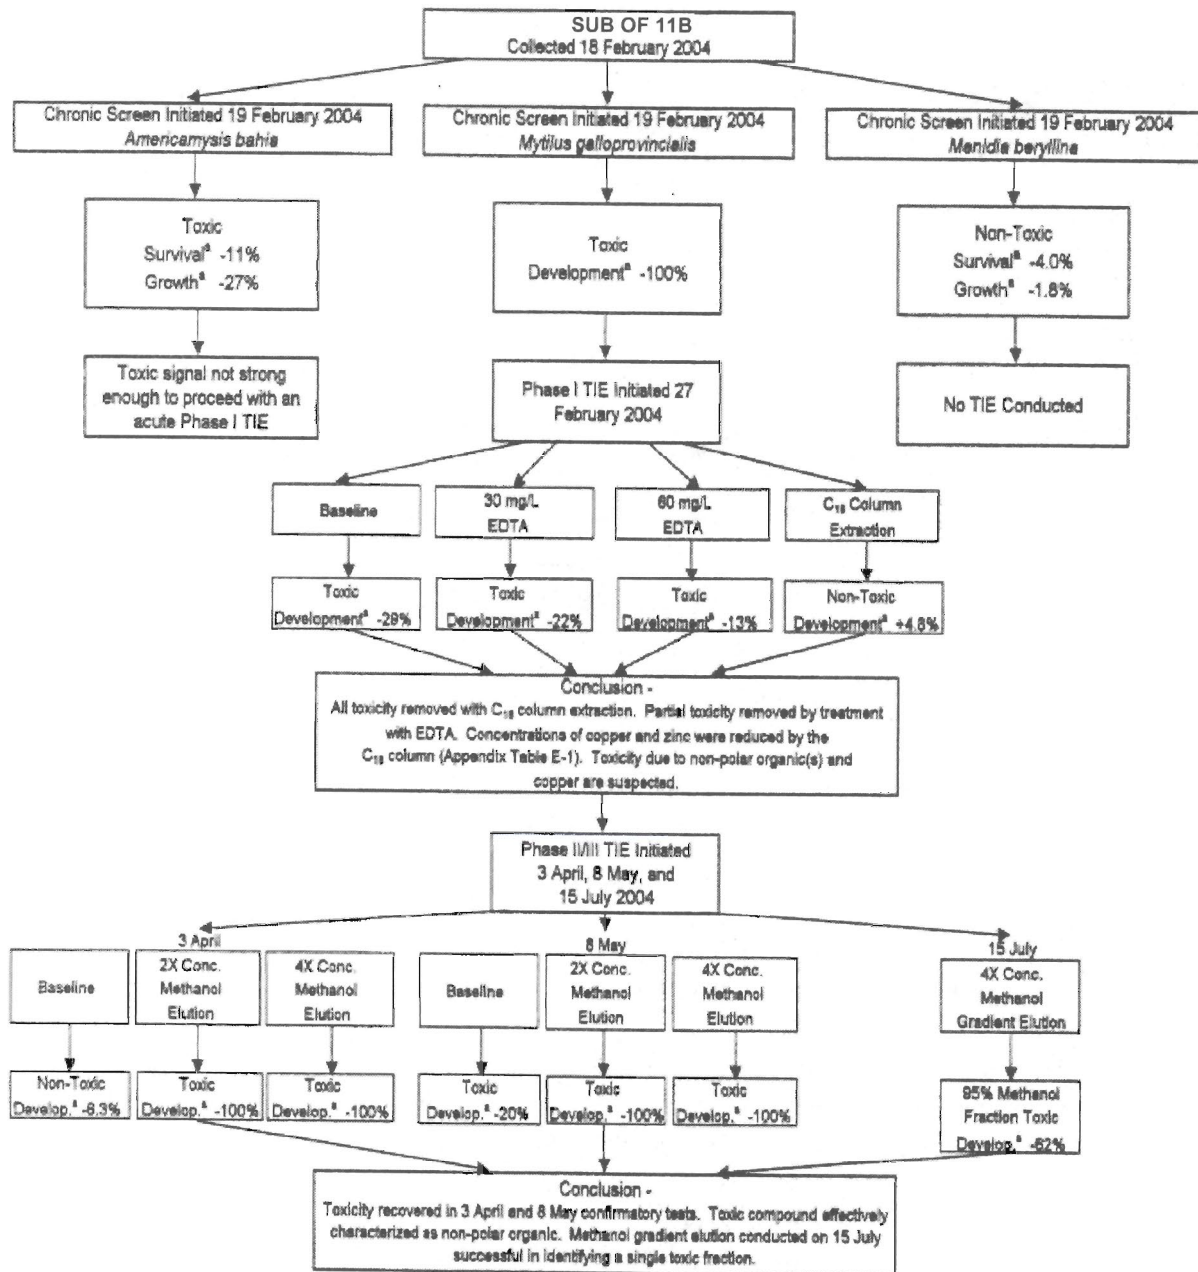 SUB OF 11B
Collected 18 February 2004
Chronic Screen Initiated 19 February 2004
Americamysis bahia
Chronic Screen Initiated 19 February 2004
Mytilus galloprovincialis
Chronic Screen Initiated 19 February 2004
Menidia beryllina
Toxic
Survivalª -11%
Growthª -27%
Toxic
Developmentª -100%
Non-Toxic
Survivalª -4.0%
Growthª -1.8%
Toxic signal not strong
enough to proceed with an
acute Phase I TIE
Phase I TIE Initiated 27
February 2004
No TIE Conducted
Baseline
30 mg/L
EDTA
60 mg/L
EDTA
C₁₈ Column
Extraction
Toxic
Developmentª -29%
Toxic
Developmentª -22%
Toxic
Developmentª -13%
Non-Toxic
Developmentª +4.8%
Conclusion -
All toxicity removed with C₁₈ column extraction. Partial toxicity removed by treatment
with EDTA. Concentrations of copper and zinc were reduced by the
C₁₈ column (Appendix Table E-1). Toxicity due to non-polar organic(s) and
copper are suspected.
Phase II/III TIE Initiated
3 April, 8 May, and
15 July 2004
3 April
8 May
15 July
Baseline
2X Conc.
Methanol
Elution
4X Conc.
Methanol
Elution
Baseline
2X Conc.
Methanol
Elution
4X Conc.
Methanol
Elution
4X Conc.
Methanol
Gradient Elution
Non-Toxic
Develop.ª -6.3%
Toxic
Develop.ª -100%
Toxic
Develop.ª -100%
Toxic
Develop.ª -20%
Toxic
Develop.ª -100%
Toxic
Develop.ª -100%
95% Methanol
Fraction Toxic
Develop.ª -62%
Conclusion -
Toxicity recovered in 3 April and 8 May confirmatory tests. Toxic compound effectively
characterized as non-polar organic. Methanol gradient elution conducted on 15 July
successful in identifying a single toxic fraction.